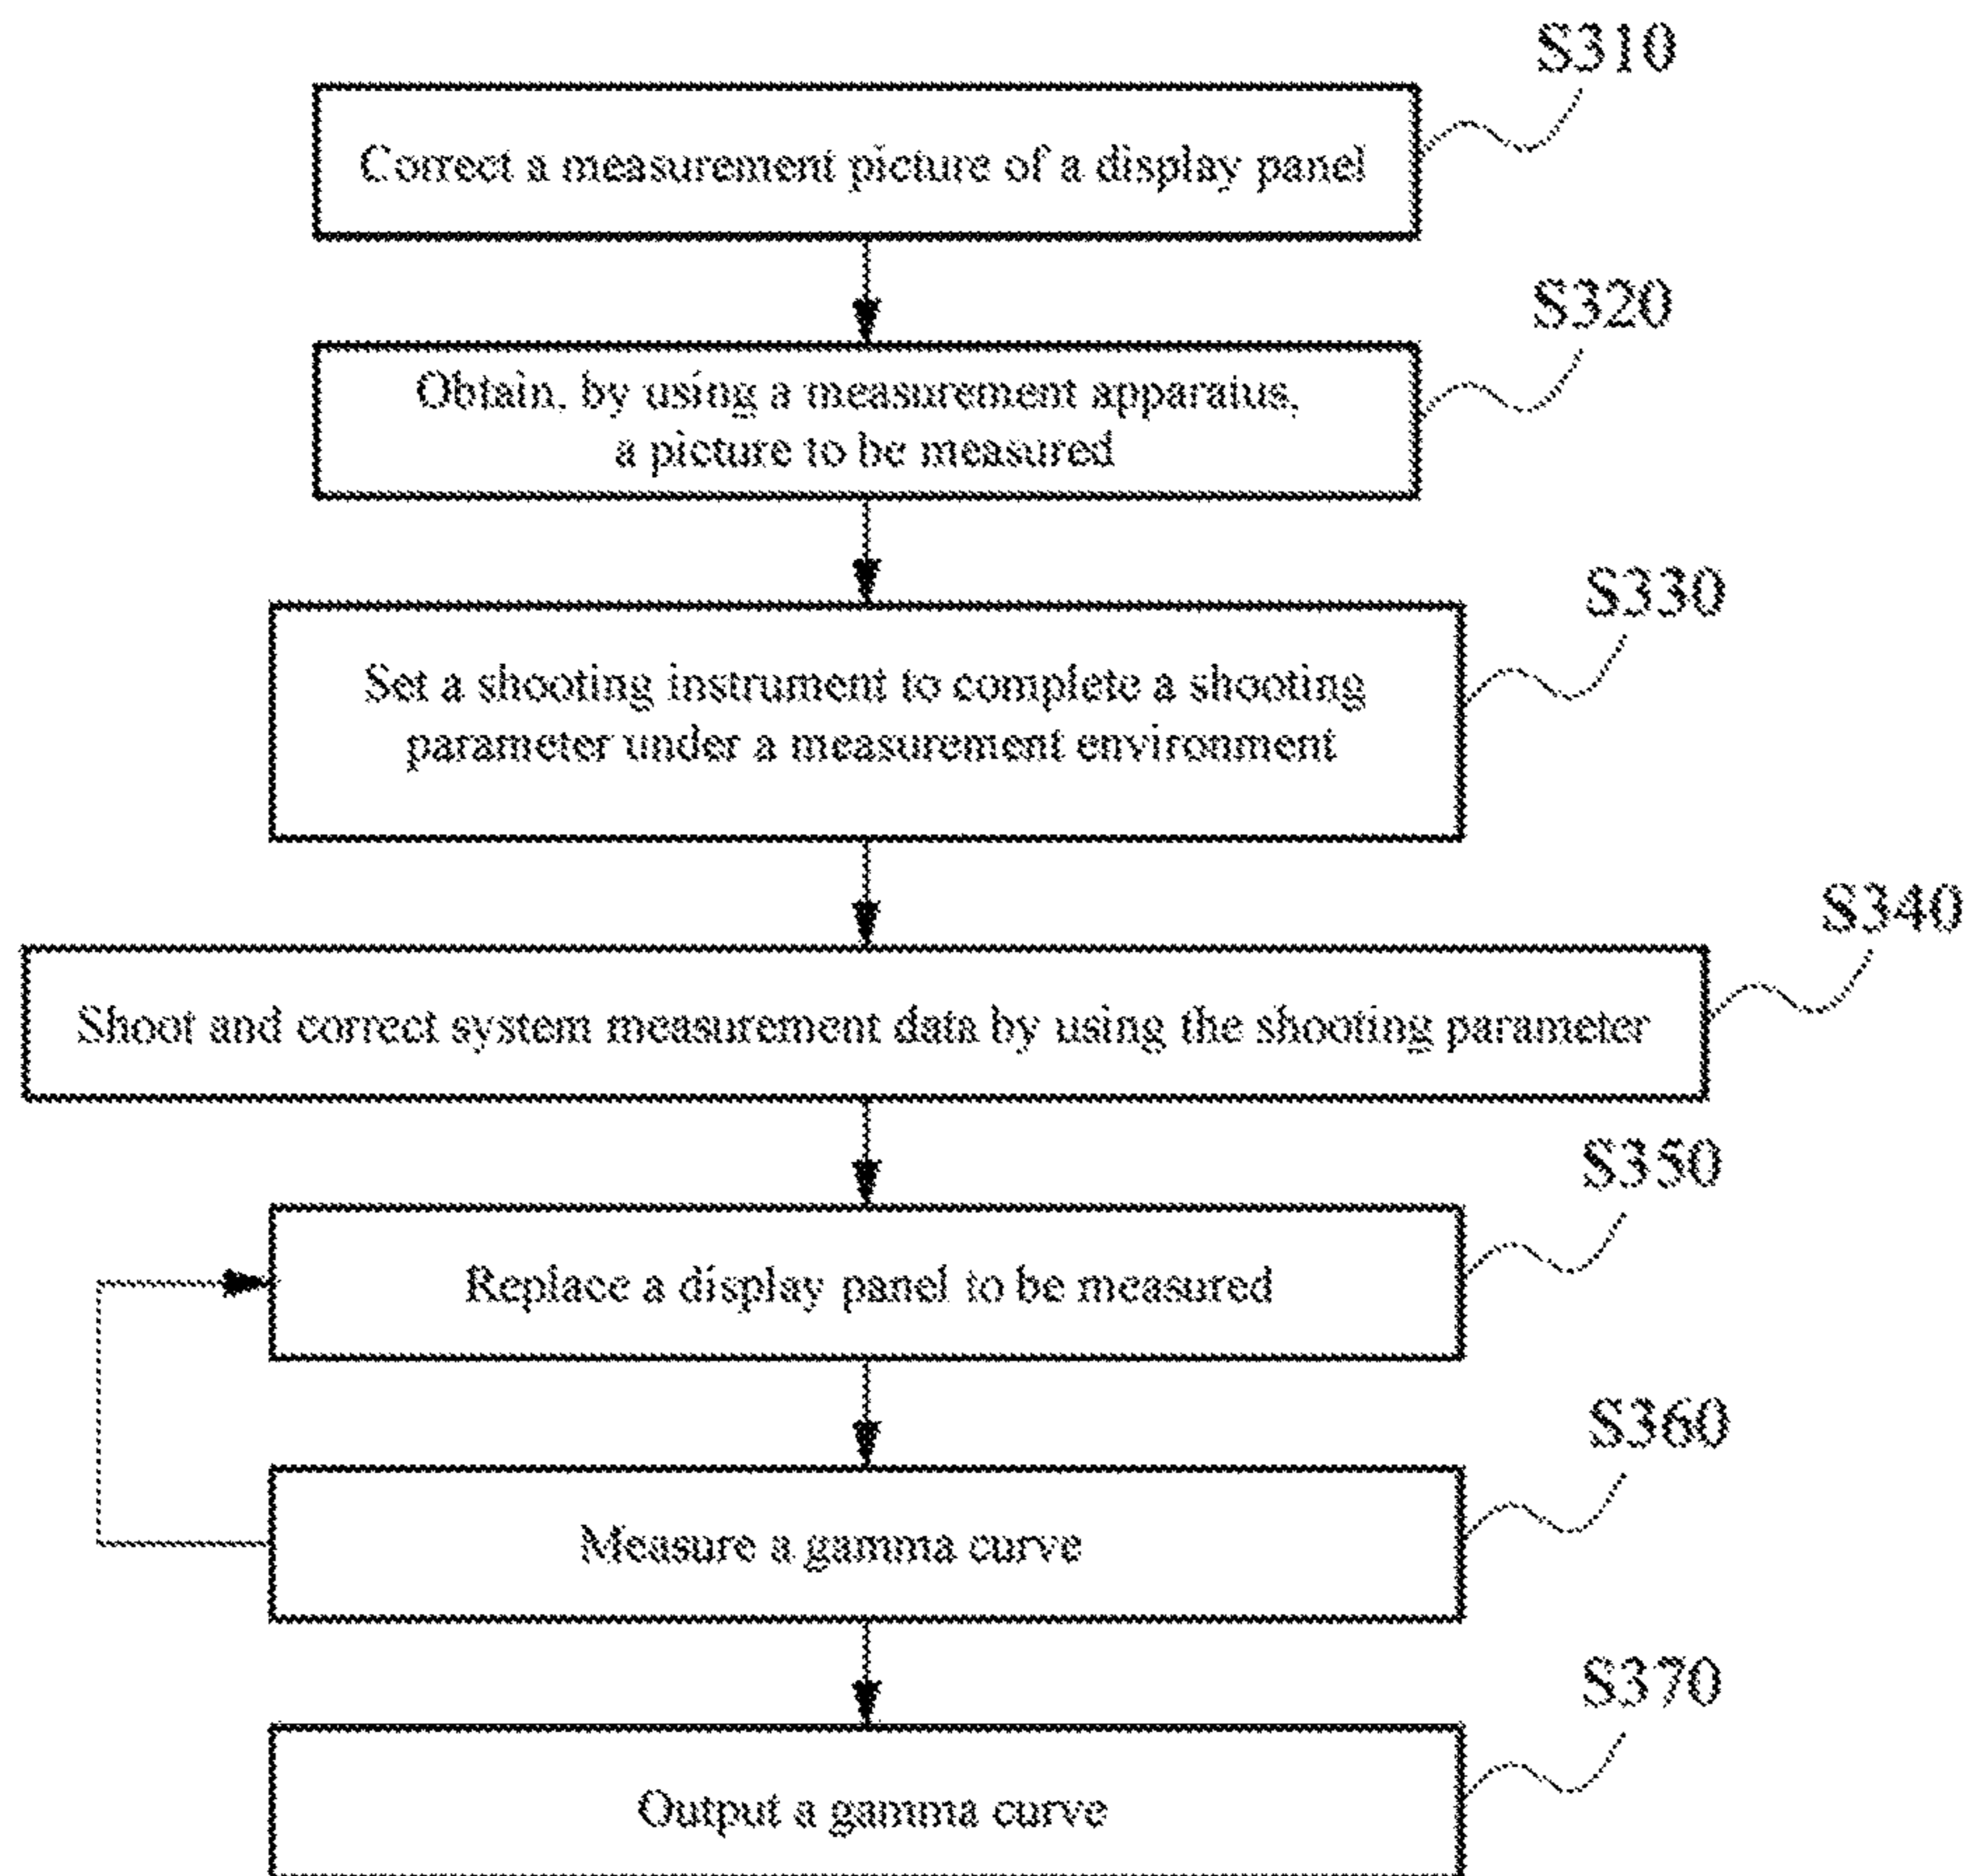 S310
Correct a measurement picture of a display panel
S320
Obtain, by using a measurement apparatus,
a picture to be measured
S330
Set a shooting instrument to complete a shooting
parameter under a measurement environment
S340
Shoot and correct system measurement data by using the shooting parameter
S350
Replace a display panel to be measured
S360
Measure a gamma curve
S370
Output a gamma curve